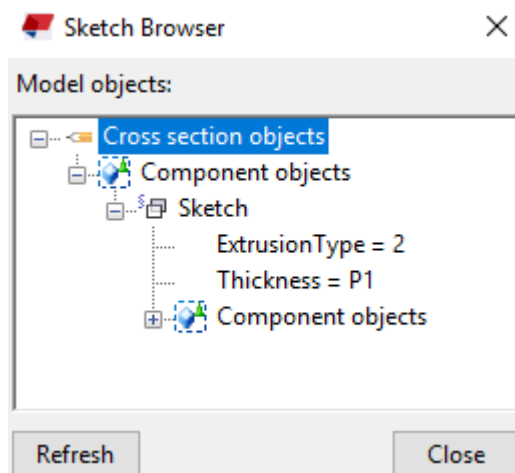 Sketch Browser
Model objects:
Cross section objects
Component objects
§ Sketch
ExtrusionType = 2
Thickness = P1
Component objects
Refresh Close